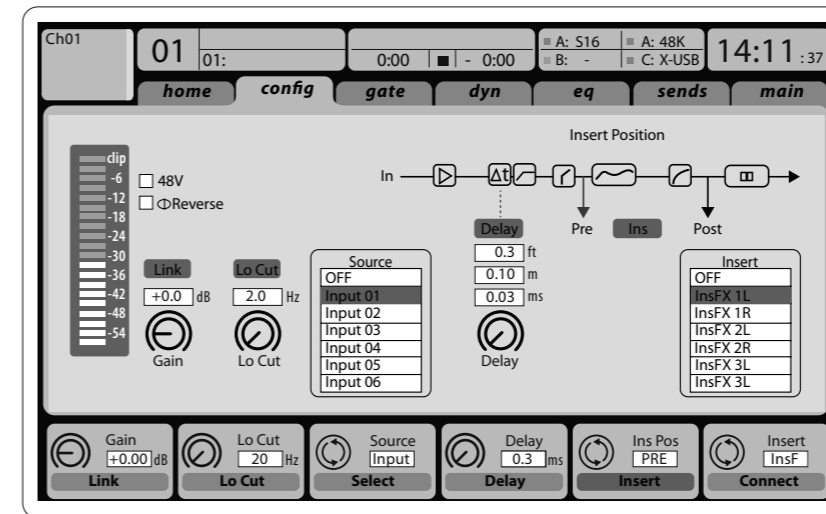 Ch01
01
01:
0:00 - 0:00
A: S16 A: 48K
B: - C: X-USB
14:11 :37
home config gate dyn eq sends main
Insert Position
In
clip
-6
-12
-18
-24
-30
-36
-42
-48
-54
48V
ΦReverse
Delay
Pre Ins Post
0.3 ft
0.10 m
0.03 ms
Delay
Link
+0.0 dB
Gain
Lo Cut
2.0 Hz
Lo Cut
Source
OFF
Input 01
Input 02
Input 03
Input 04
Input 05
Input 06
Insert
OFF
InsFX 1L
InsFX 1R
InsFX 2L
InsFX 2R
InsFX 3L
InsFX 3L
Gain
+0.00 dB
Link
Lo Cut
20 Hz
Lo Cut
Source
Input
Select
Delay
0.3 ms
Delay
Ins Pos
PRE
Insert
Insert
InsF
Connect